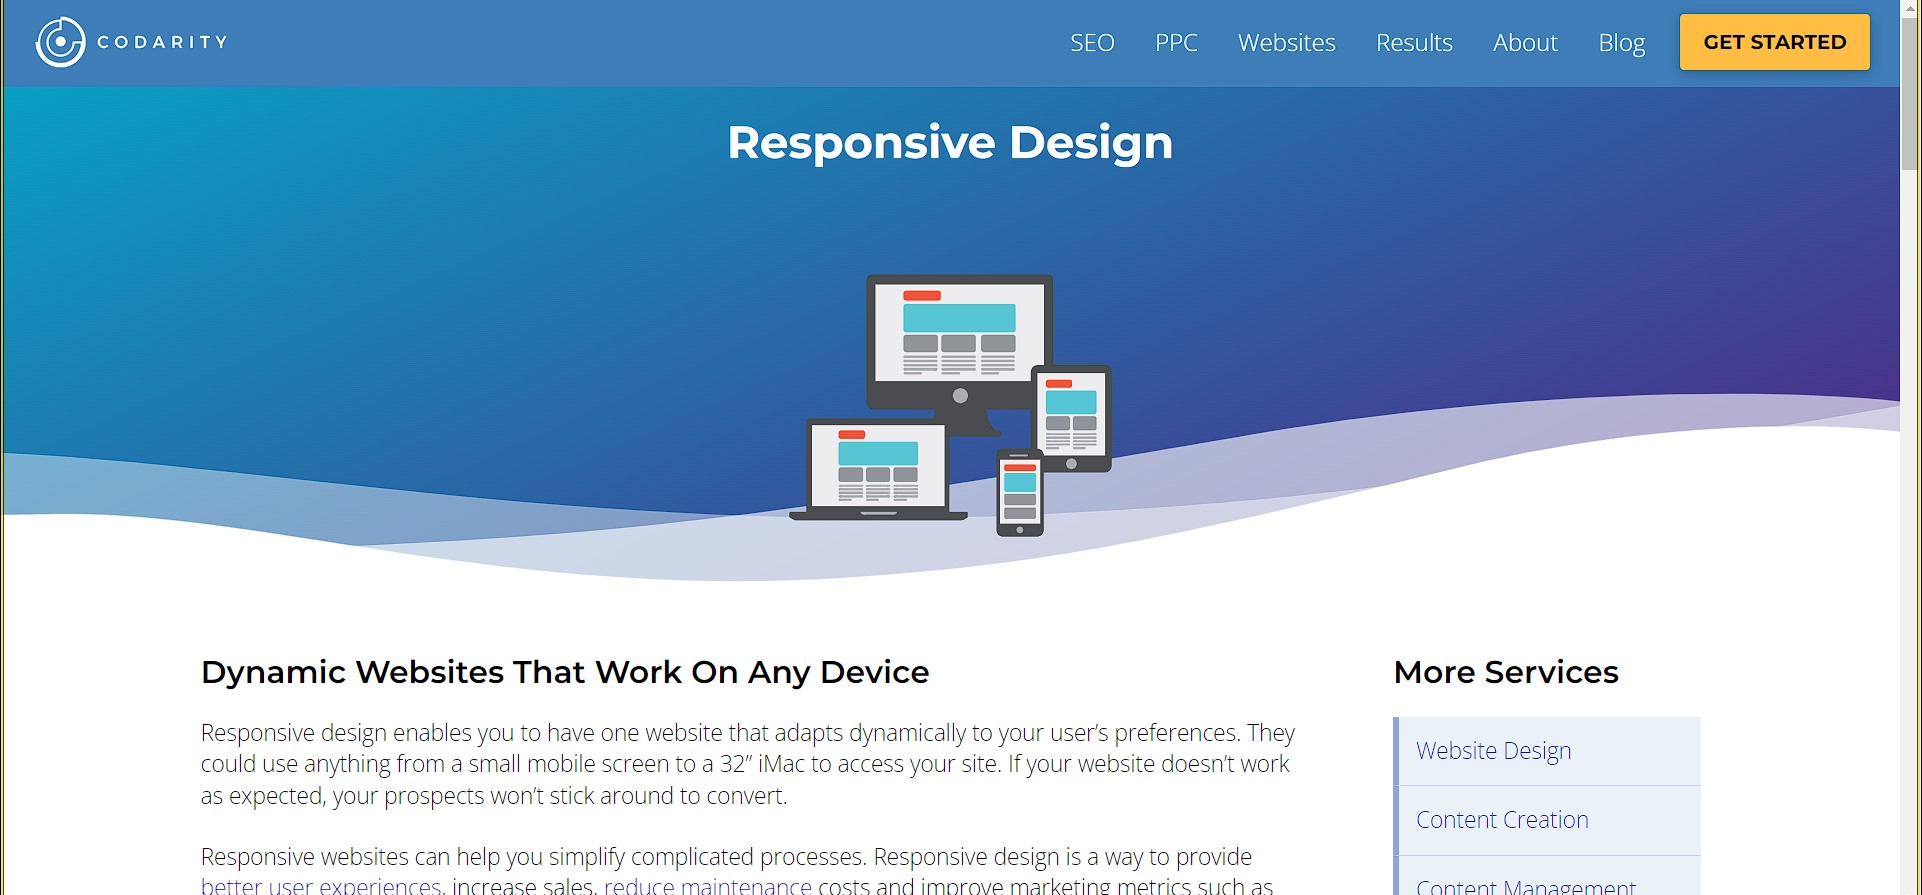 CODARITY
SEO PPC Websites Results About Blog GET STARTED
Responsive Design
Dynamic Websites That Work On Any Device
Responsive design enables you to have one website that adapts dynamically to your user’s preferences. They
could use anything from a small mobile screen to a 32” iMac to access your site. If your website doesn’t work
as expected, your prospects won’t stick around to convert.
Responsive websites can help you simplify complicated processes. Responsive design is a way to provide
better user experiences, increase sales, reduce maintenance costs and improve marketing metrics such as
More Services
Website Design
Content Creation
Content Management